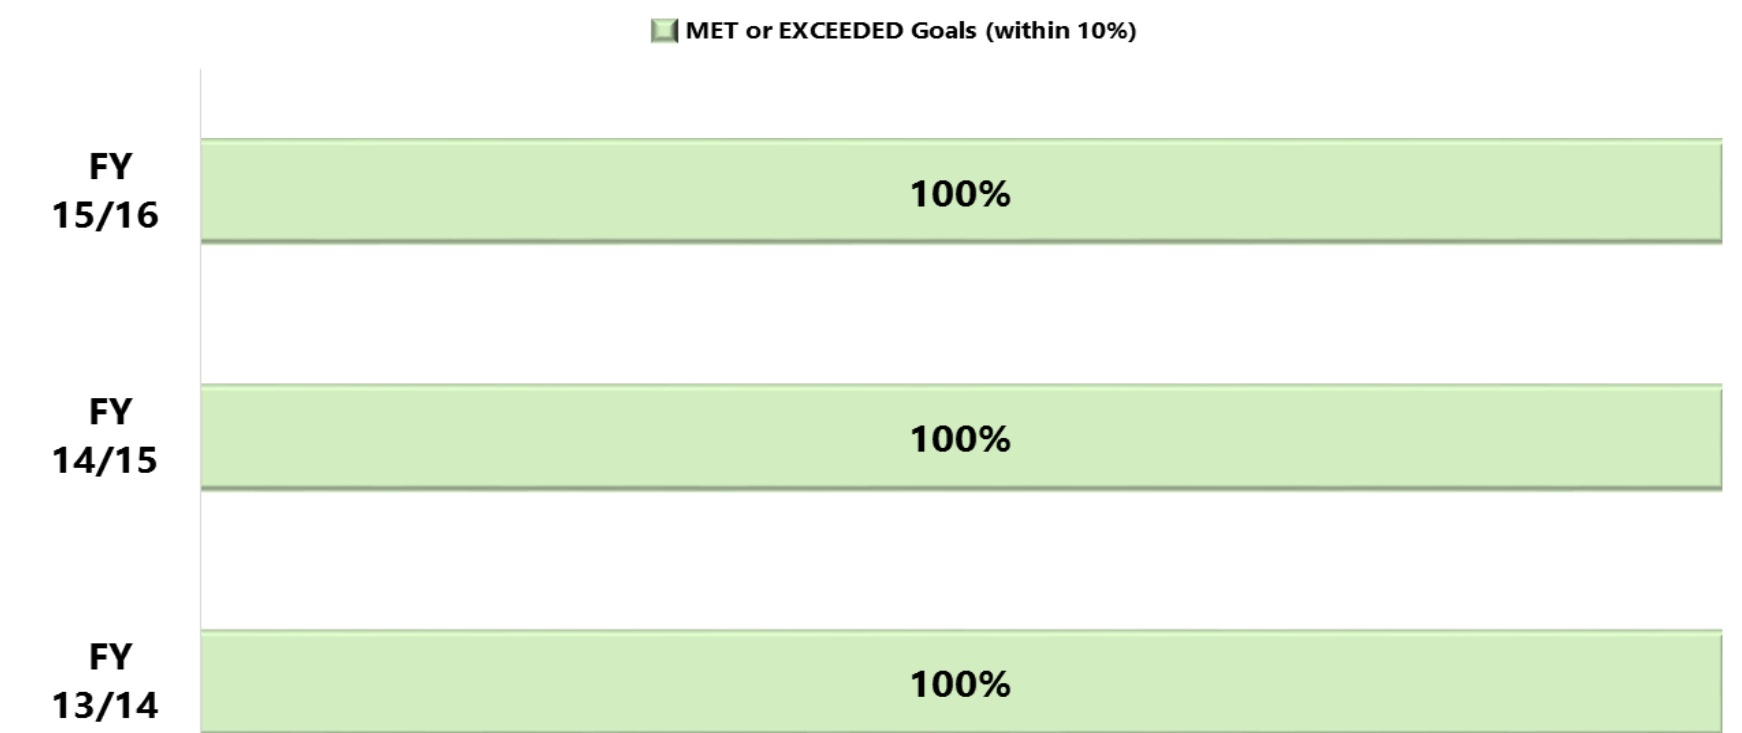 MET or EXCEEDED Goals (within 10%)
FY
15/16
100%
FY
14/15
100%
FY
13/14
100%